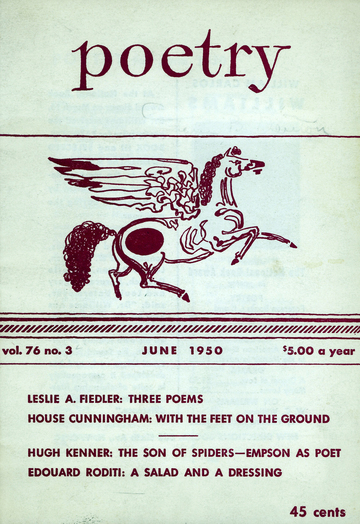 poetry
vol. 76 no. 3 JUNE 1950 $5.00 a year
LESLIE A. FIEDLER: THREE POEMS
HOUSE CUNNINGHAM: WITH THE FEET ON THE GROUND
HUGH KENNER: THE SON OF SPIDERS—EMPSON AS POET
EDOUARD RODITI: A SALAD AND A DRESSING
45 cents